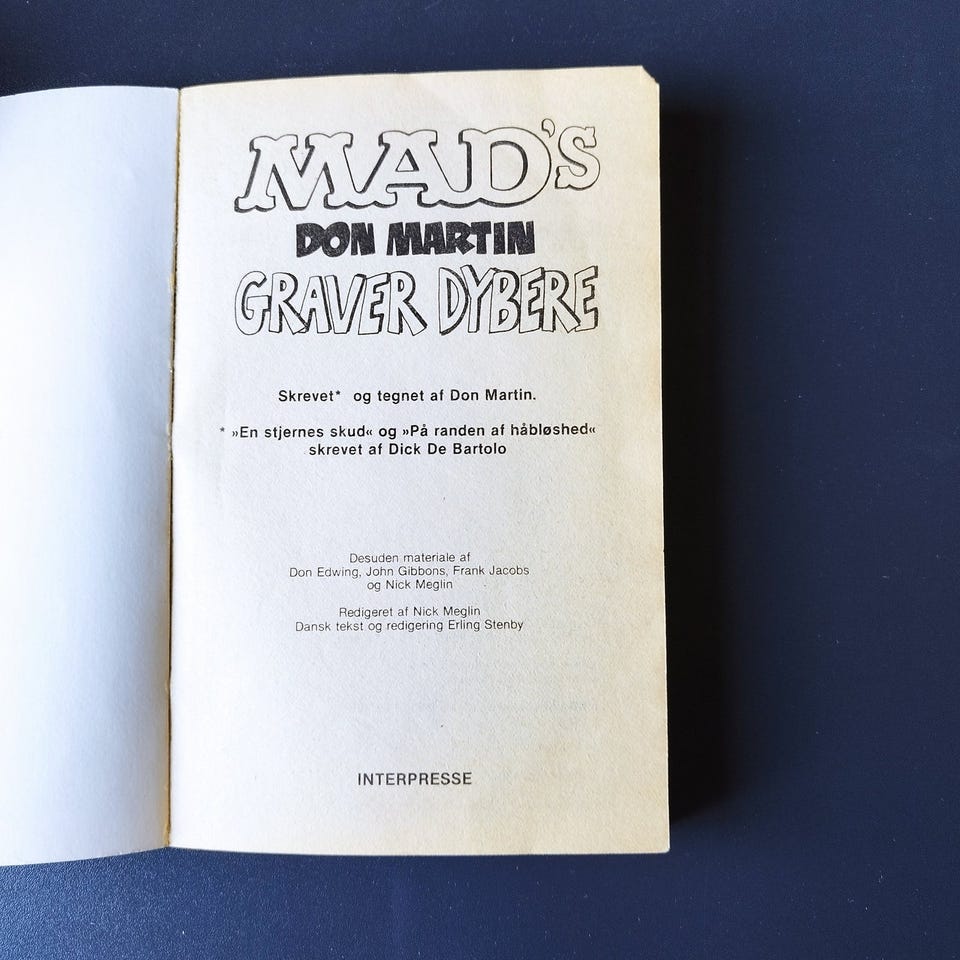 MAD's
DON MARTIN
GRAVER DYBERE
Skrevet* og tegnet af Don Martin.
* »En stjernes skud« og »På randen af håbløshed«
skrevet af Dick De Bartolo
Desuden materiale af
Don Edwing, John Gibbons, Frank Jacobs
og Nick Meglin
Redigeret af Nick Meglin
Dansk tekst og redigering Erling Stenby
INTERPRESSE